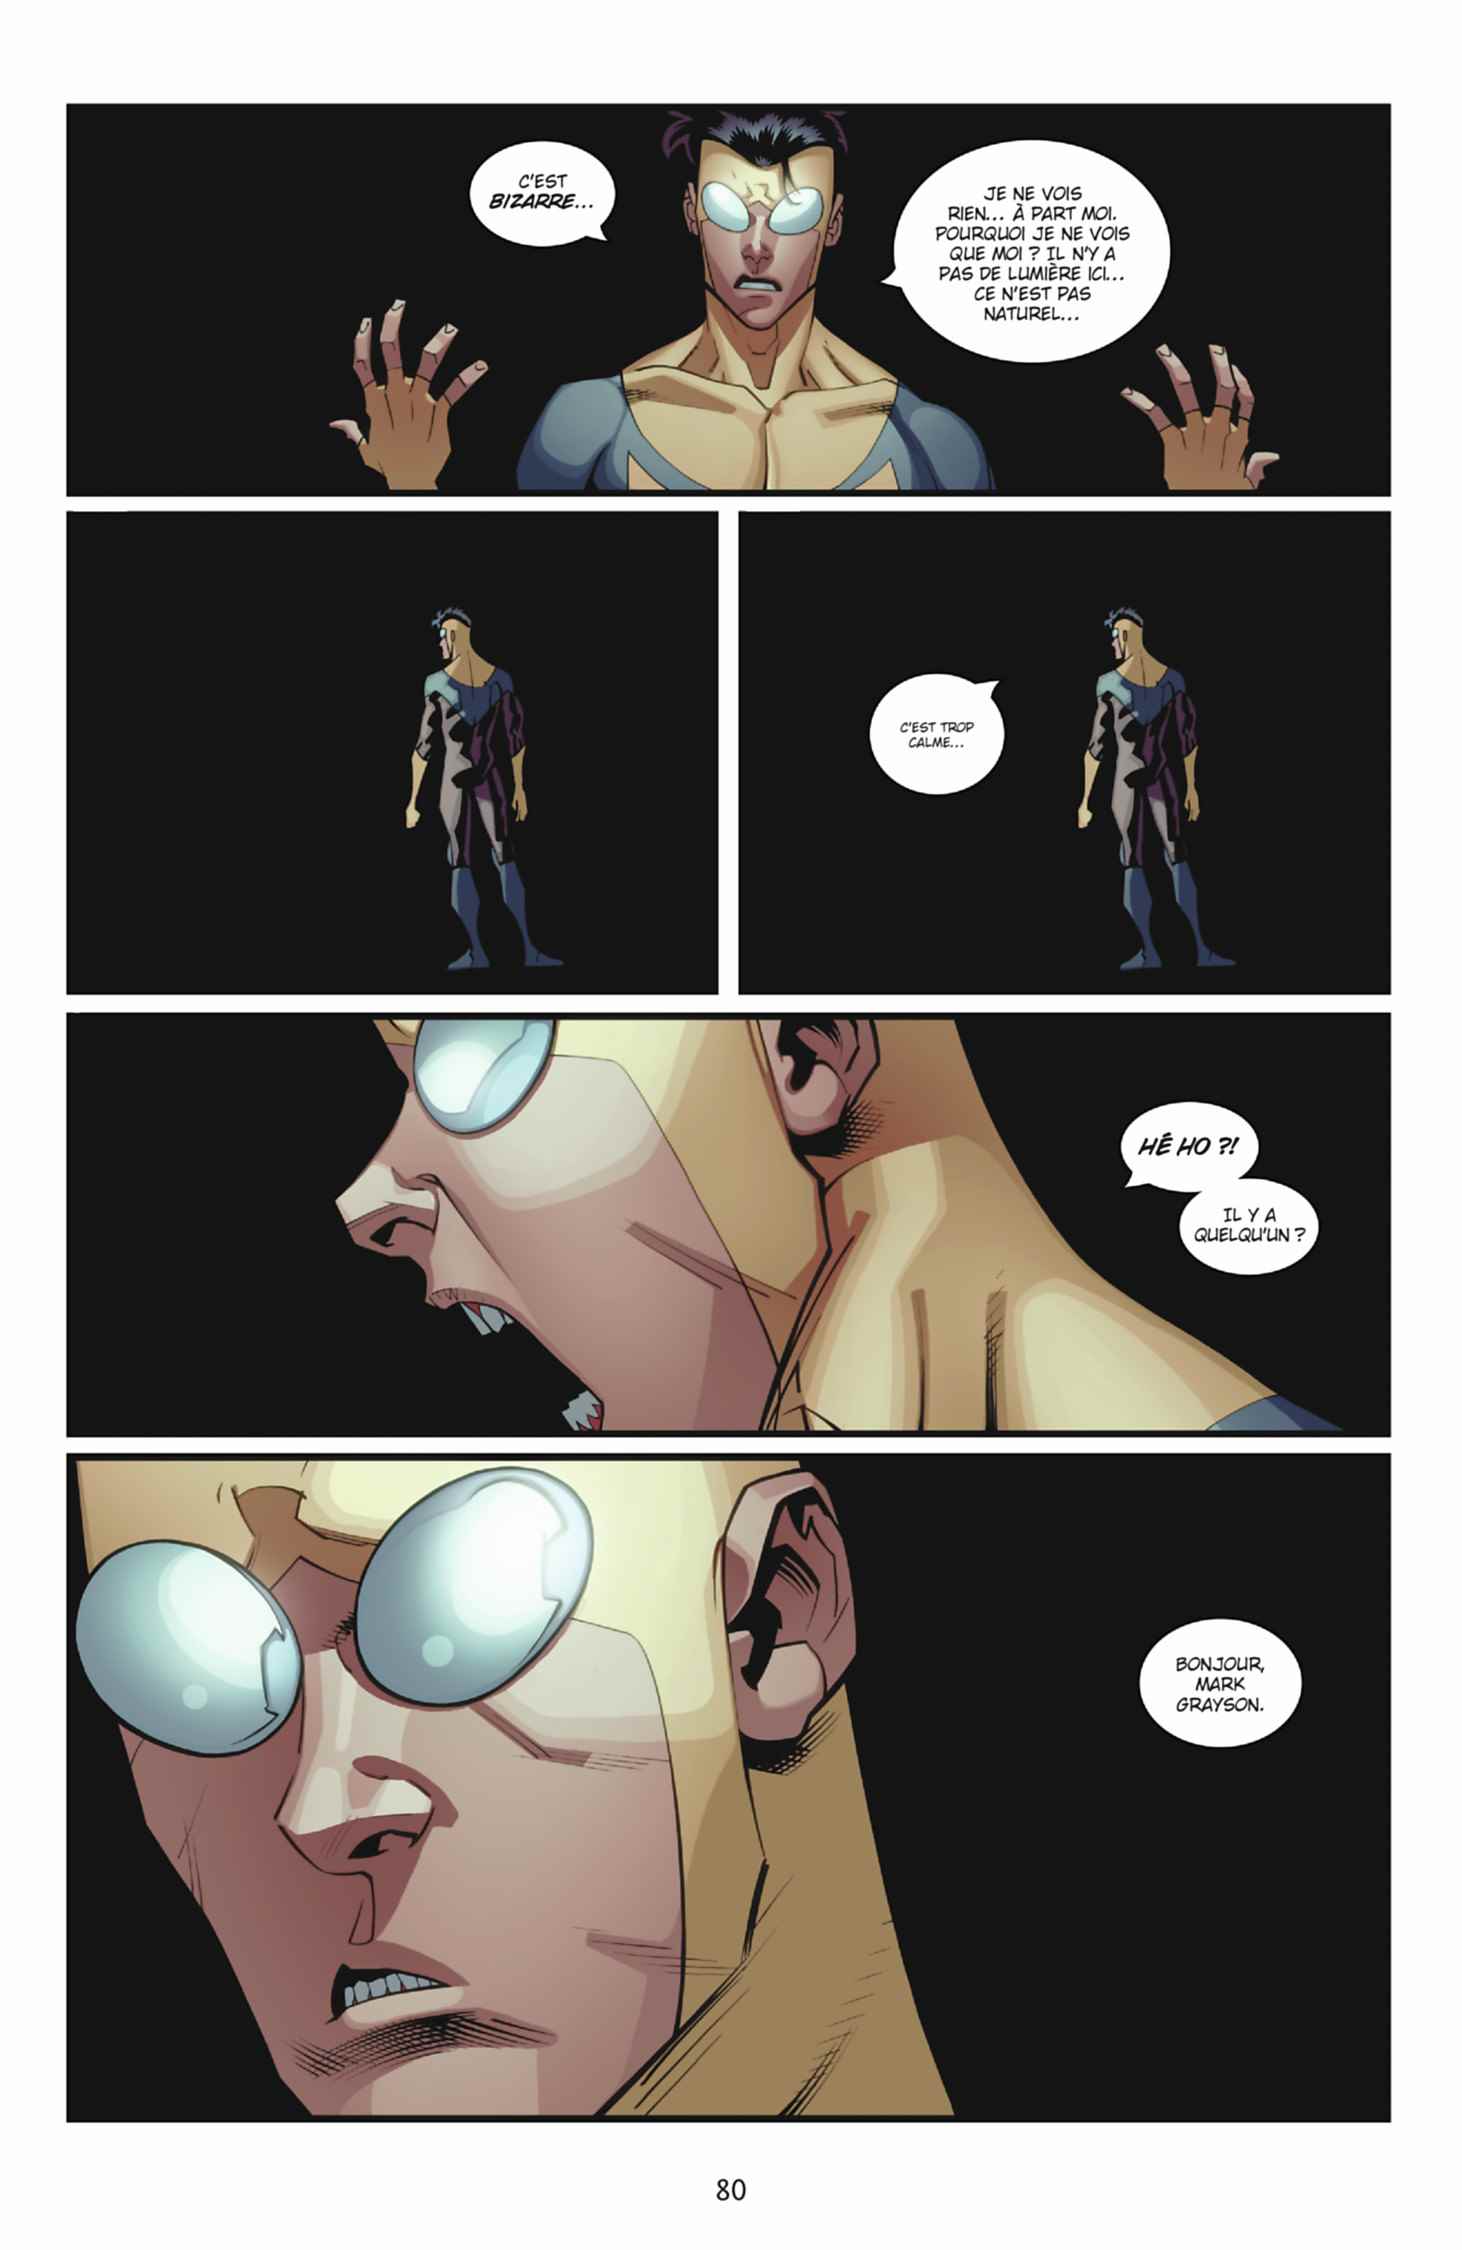 C'EST
BIZARRE...
JE NE VOIS
RIEN... À PART MOI.
POURQUOI JE NE VOIS
QUE MOI ? IL N'Y A
PAS DE LUMIÈRE ICI...
CE N'EST PAS
NATUREL...
C'EST TROP
CALME...
HÉ HO ?!
IL Y A
QUELQU'UN ?
BONJOUR,
MARK
GRAYSON.
80